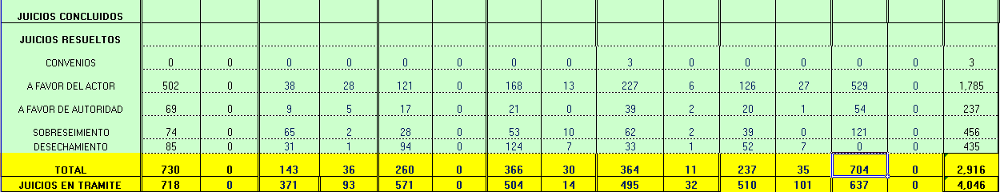 JUICIOS CONCLUIDOS
JUICIOS RESUELTOS
CONVENIOS 0 0 0 0 0 0 0 0 3 0 0 0 0 0 3
A FAVOR DEL ACTOR 502 0 38 28 121 0 168 13 227 6 126 27 529 0 1,785
A FAVOR DE AUTORIDAD 69 0 9 5 17 0 21 0 39 2 20 1 54 0 237
SOBRESEIMIENTO 74 0 65 2 28 0 53 10 62 2 39 0 121 0 456
DESECHAMIENTO 85 0 31 1 94 0 124 7 33 1 52 7 0 0 435
TOTAL 730 0 143 36 260 0 366 30 364 11 237 35 704 0 2,916
JUICIOS EN TRAMITE 718 0 371 93 571 0 504 14 495 32 510 101 637 0 4,046